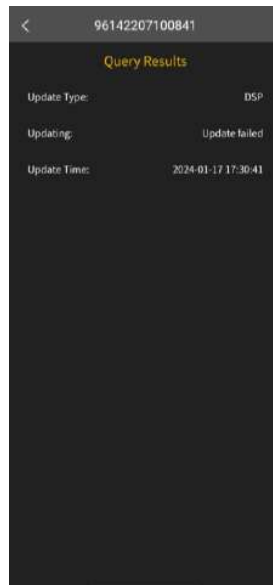 96142207100841
Query Results
Update Type: DSP
Updating: Update failed
Update Time: 2024-01-17 17:30:41